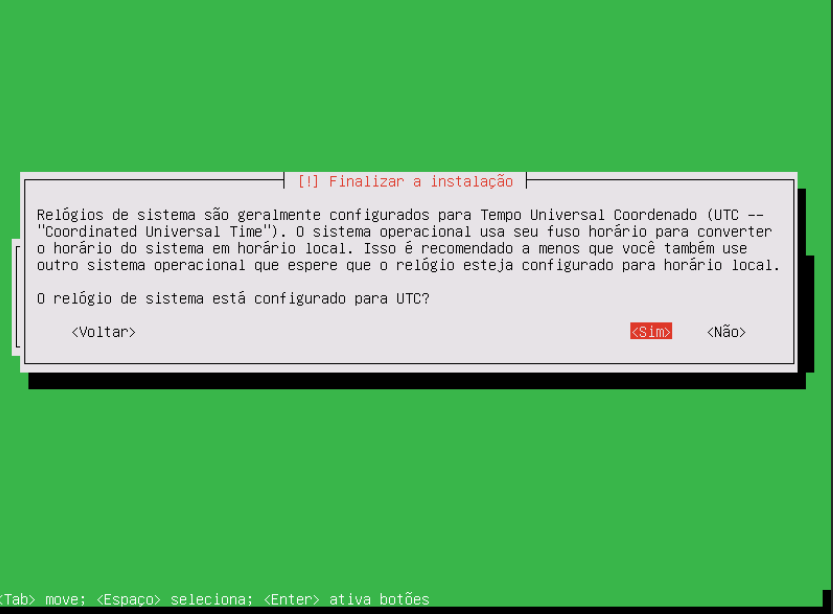 [!] Finalizar a instalação
Relógios de sistema são geralmente configurados para Tempo Universal Coordenado (UTC --
"Coordinated Universal Time"). O sistema operacional usa seu fuso horário para converter
o horário do sistema em horário local. Isso é recomendado a menos que você também use
outro sistema operacional que espere que o relógio esteja configurado para horário local.
O relógio de sistema está configurado para UTC?
<Voltar> <Sim> <Não>
<Tab> move; <Espaço> seleciona; <Enter> ativa botões